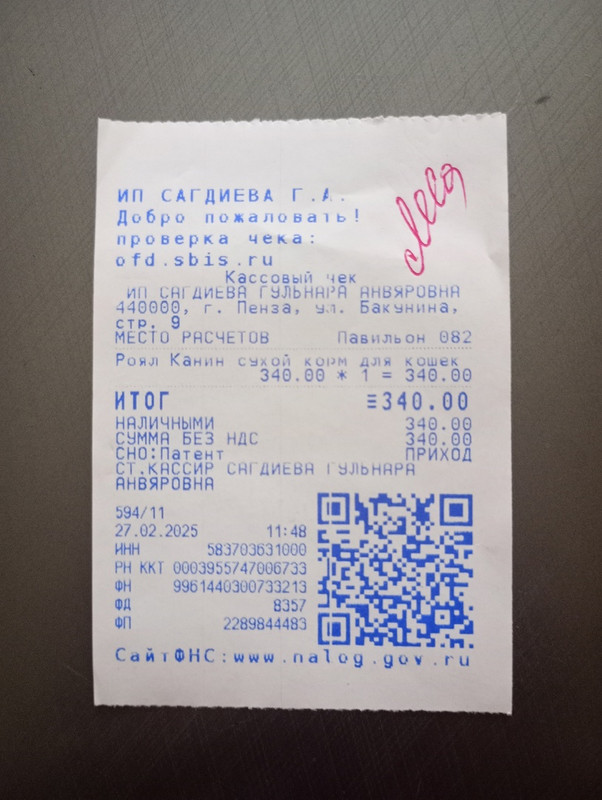 ИП САГДИЕВА Г.А.
Добро пожаловать!
проверка чека:
ofd.sbis.ru
Кассовый чек
ИП САГДИЕВА ГУЛЬНАРА АНВЯРОВНА
440000, г. Пенза, ул. Бакунина,
стр. 9
МЕСТО РАСЧЕТОВ Павильон 082
Роял Канин сухой корм для кошек
340.00 * 1 = 340.00
ИТОГ =340.00
НАЛИЧНЫМИ 340.00
СУММА БЕЗ НДС 340.00
СНО:Патент ПРИХОД
СТ.КАССИР САГДИЕВА ГУЛЬНАРА
АНВЯРОВНА
594/11
27.02.2025 11:48
ИНН 583703631000
РН ККТ 0003955747006733
ФН 9961440300733213
ФД 8357
ФП 2289844483
СайтФНС:www.nalog.gov.ru